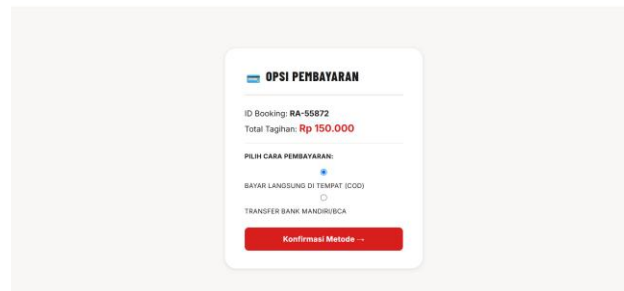 OPSI PEMBAYARAN
ID Booking: RA-55872
Total Tagihan: Rp 150.000
PILIH CARA PEMBAYARAN:
BAYAR LANGSUNG DI TEMPAT (COD)
TRANSFER BANK MANDIRI/BCA
Konfirmasi Metode →